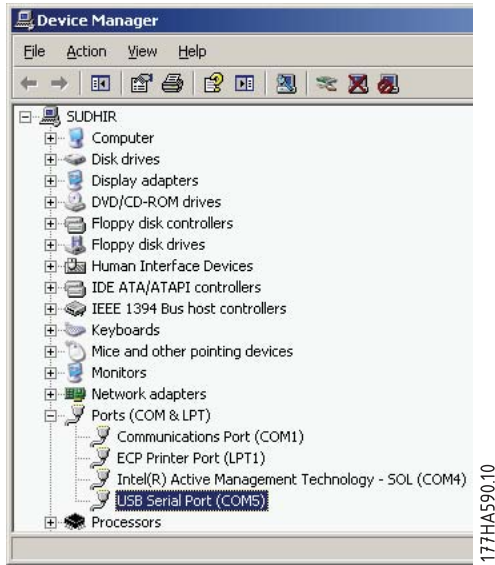 Device Manager
File Action View Help
SUDHIR
Computer
Disk drives
Display adapters
DVD/CD-ROM drives
Floppy disk controllers
Floppy disk drives
Human Interface Devices
IDE ATA/ATAPI controllers
IEEE 1394 Bus host controllers
Keyboards
Mice and other pointing devices
Monitors
Network adapters
Ports (COM & LPT)
Communications Port (COM1)
ECP Printer Port (LPT1)
Intel(R) Active Management Technology - SOL (COM4)
USB Serial Port (COM5)
Processors
177HA590.10